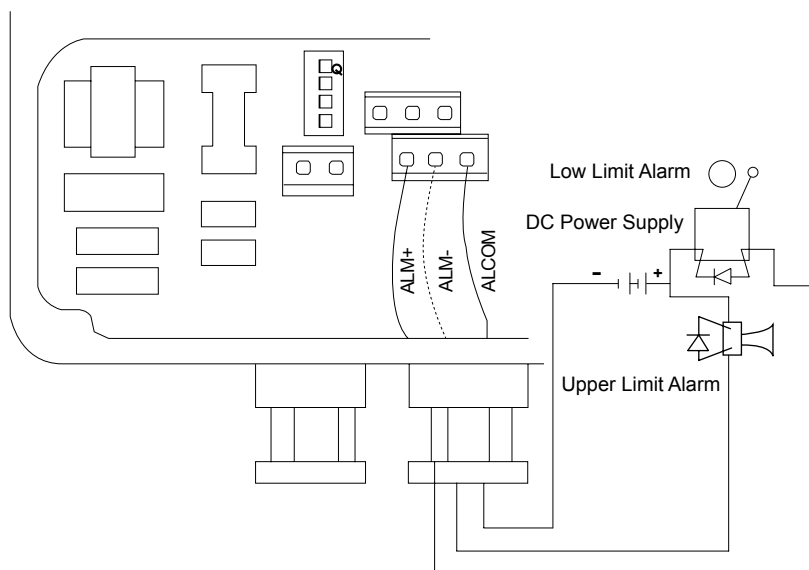 Low Limit Alarm
DC Power Supply
ALM+
ALM-
ALCOM
- +
Upper Limit Alarm